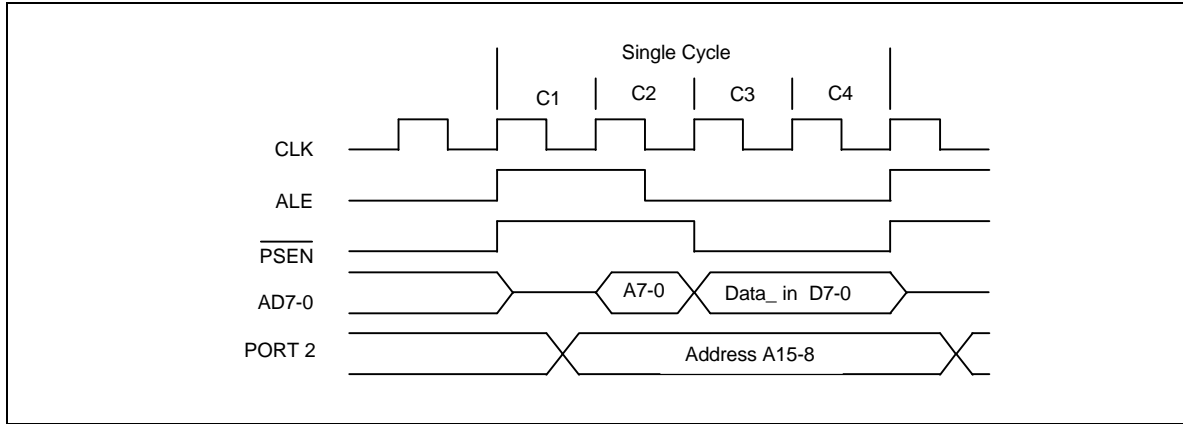 Single Cycle
C1 C2 C3 C4
CLK
ALE
PSEN
A7-0 Data_ in D7-0
AD7-0
PORT 2 Address A15-8